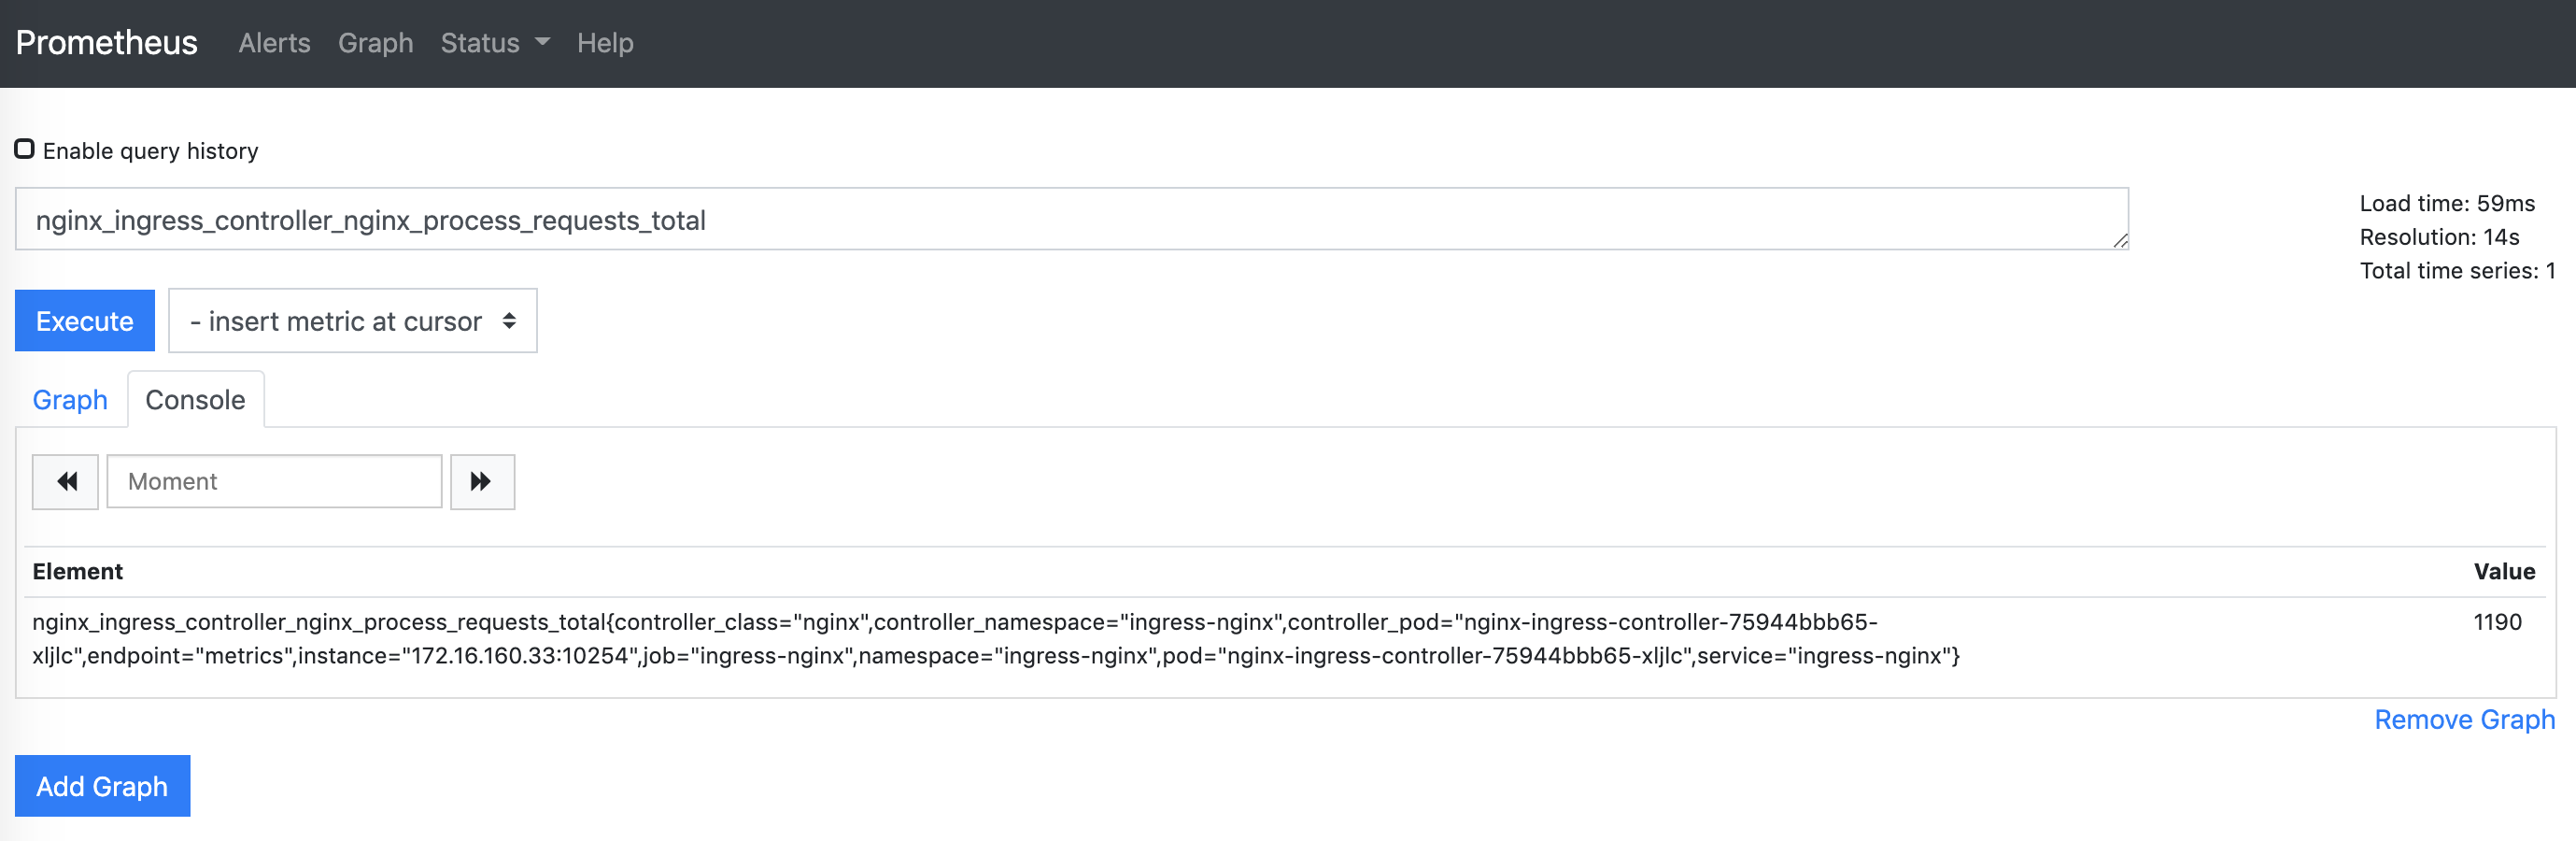 Prometheus Alerts Graph Status Help
Enable query history
nginx_ingress_controller_nginx_process_requests_total
Load time: 59ms
Resolution: 14s
Total time series: 1
Execute
- insert metric at cursor
Graph Console
Moment
Element Value
nginx_ingress_controller_nginx_process_requests_total{controller_class="nginx",controller_namespace="ingress-nginx",controller_pod="nginx-ingress-controller-75944bbb65- 1190
xljlc",endpoint="metrics",instance="172.16.160.33:10254",job="ingress-nginx",namespace="ingress-nginx",pod="nginx-ingress-controller-75944bbb65-xljlc",service="ingress-nginx"}
Remove Graph
Add Graph